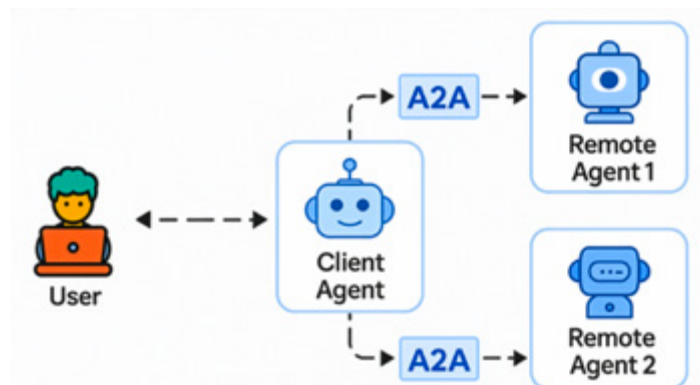 A2A
Remote
Agent 1
User
Client
Agent
A2A
Remote
Agent 2